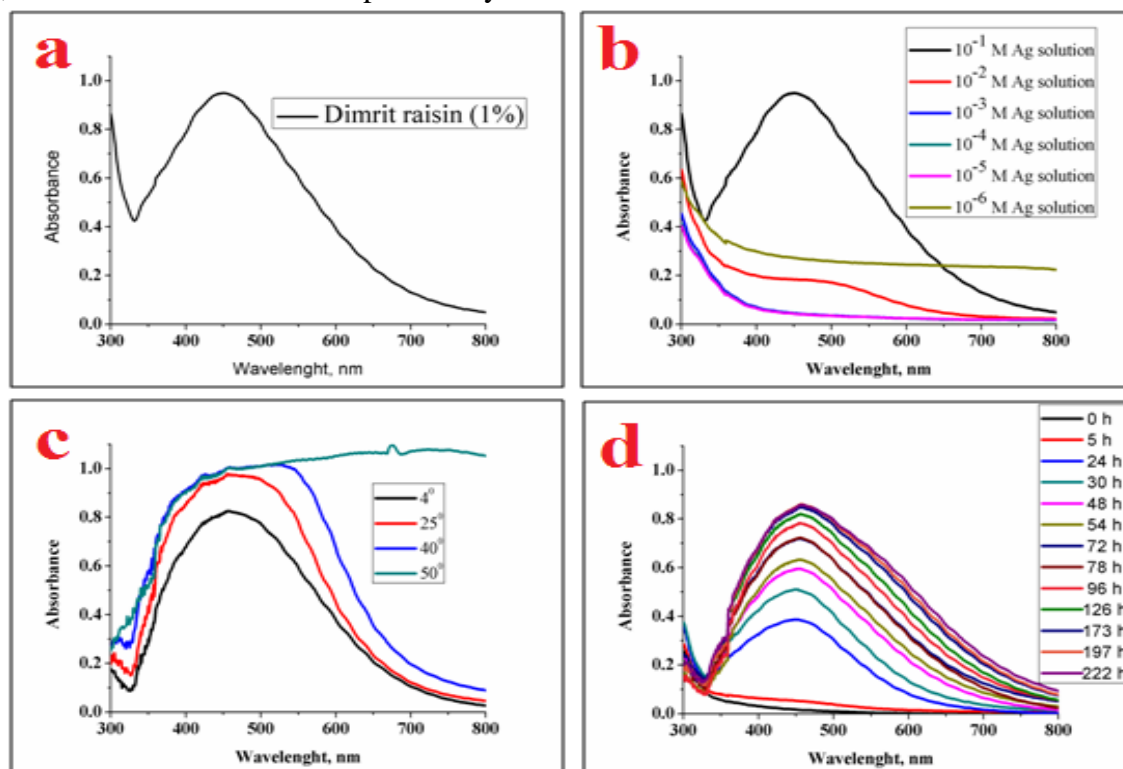 a
Dimrit raisin (1%)
1.0
0.8
0.6
0.4
0.2
0.0
Absorbance
300 400 500 600 700 800
Wavelenght, nm
b
10⁻¹ M Ag solution
10⁻² M Ag solution
10⁻³ M Ag solution
10⁻⁴ M Ag solution
10⁻⁵ M Ag solution
10⁻⁶ M Ag solution
1.0
0.8
0.6
0.4
0.2
0.0
Absorbance
300 400 500 600 700 800
Wavelenght, nm
c
4°
25°
40°
50°
1.0
0.8
0.6
0.4
0.2
0.0
Absorbance
300 400 500 600 700 800
Wavelenght, nm
d
0 h
5 h
24 h
30 h
48 h
54 h
72 h
78 h
96 h
126 h
173 h
197 h
222 h
1.0
0.8
0.6
0.4
0.2
0.0
Absorbance
300 400 500 600 700 800
Wavelenght, nm